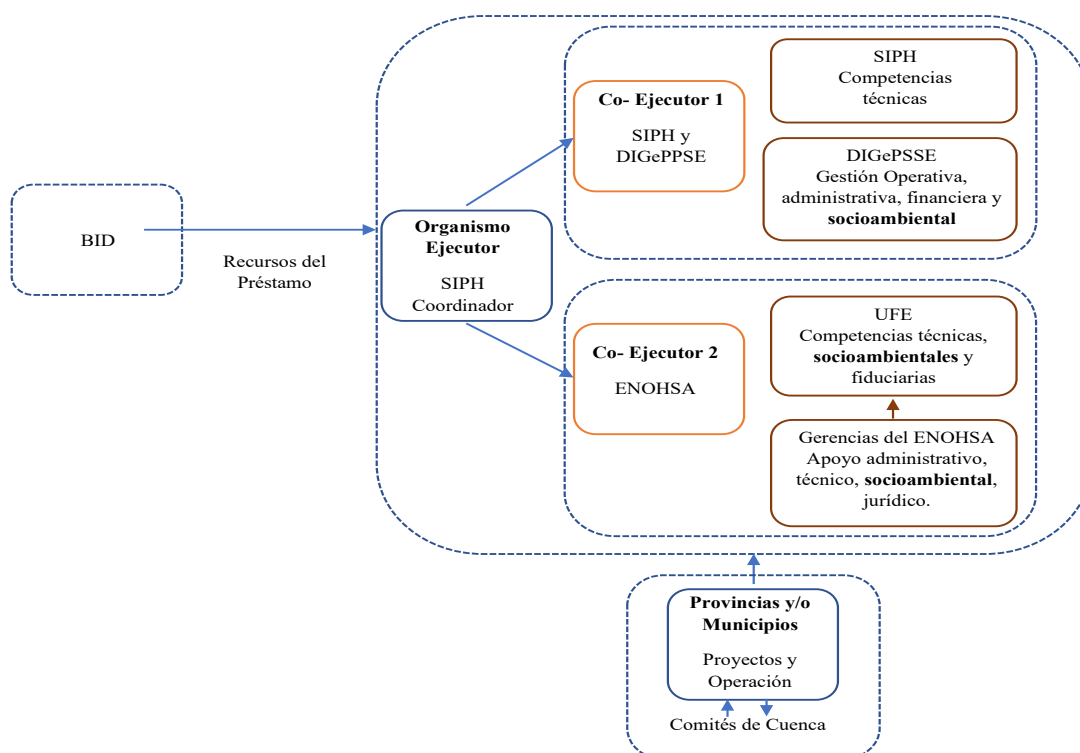 BID
Recursos del
Préstamo
Organismo
Ejecutor
SIPH
Coordinador
Co- Ejecutor 1
SIPH y
DIGePPSE
SIPH
Competencias
técnicas
DIGePSSE
Gestión Operativa,
administrativa, financiera y
socioambiental
Co- Ejecutor 2
ENOHSA
UFE
Competencias técnicas,
socioambientales y
fiduciarias
Gerencias del ENOHSA
Apoyo administrativo,
técnico, socioambiental,
jurídico.
Provincias y/o
Municipios
Proyectos y
Operación
Comités de Cuenca